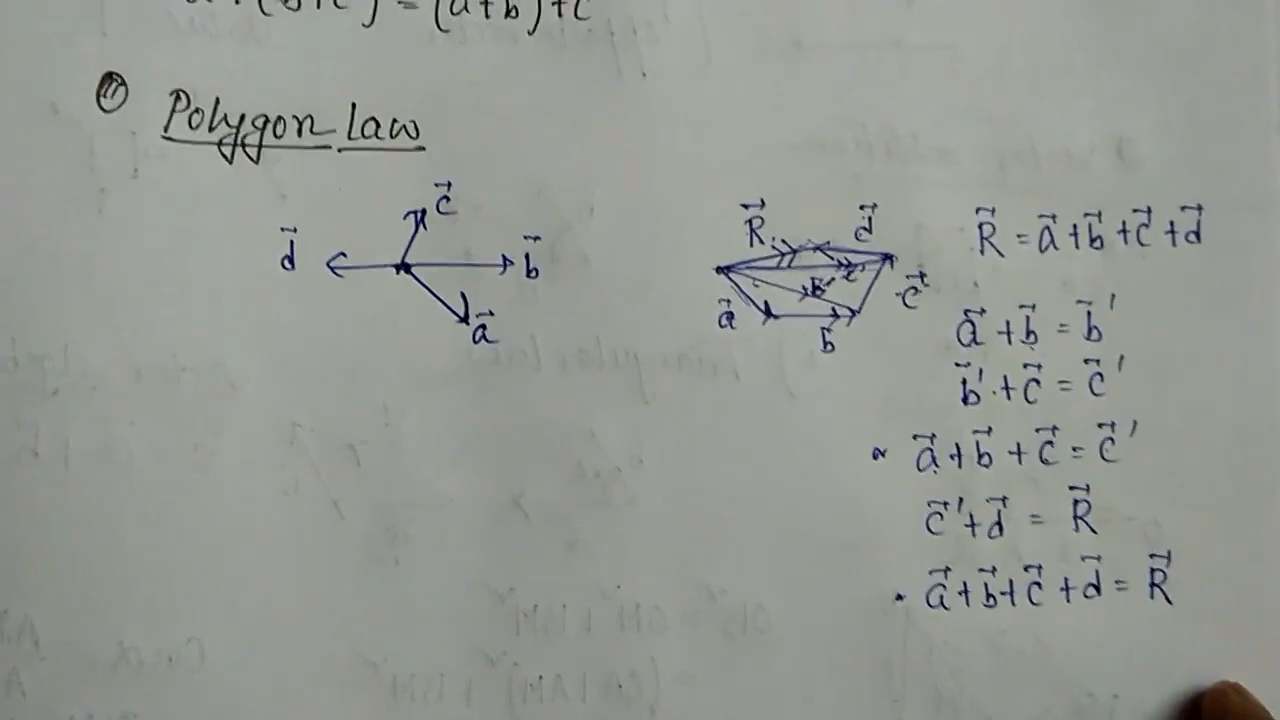 (a+b)+c
Polygon law
d⃗ c⃗ b⃗ a⃗
R⃗ d⃗ c⃗' b⃗' c⃗ a⃗ b⃗
R⃗ = a⃗+b⃗+c⃗+d⃗
a⃗+b⃗ = b⃗'
b⃗'+c⃗ = c⃗'
a⃗+b⃗+c⃗ = c⃗'
c⃗'+d⃗ = R⃗
a⃗+b⃗+c⃗+d⃗ = R⃗